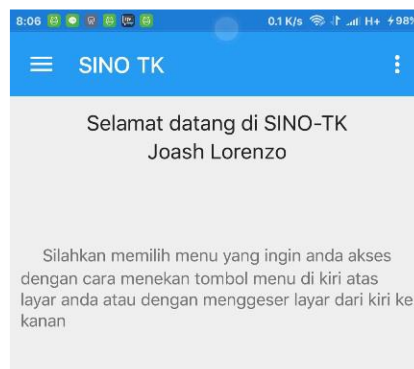 8:06 0.1 K/s H+ 98%
SINO TK
Selamat datang di SINO-TK
Joash Lorenzo
Silahkan memilih menu yang ingin anda akses
dengan cara menekan tombol menu di kiri atas
layar anda atau dengan menggeser layar dari kiri ke
kanan